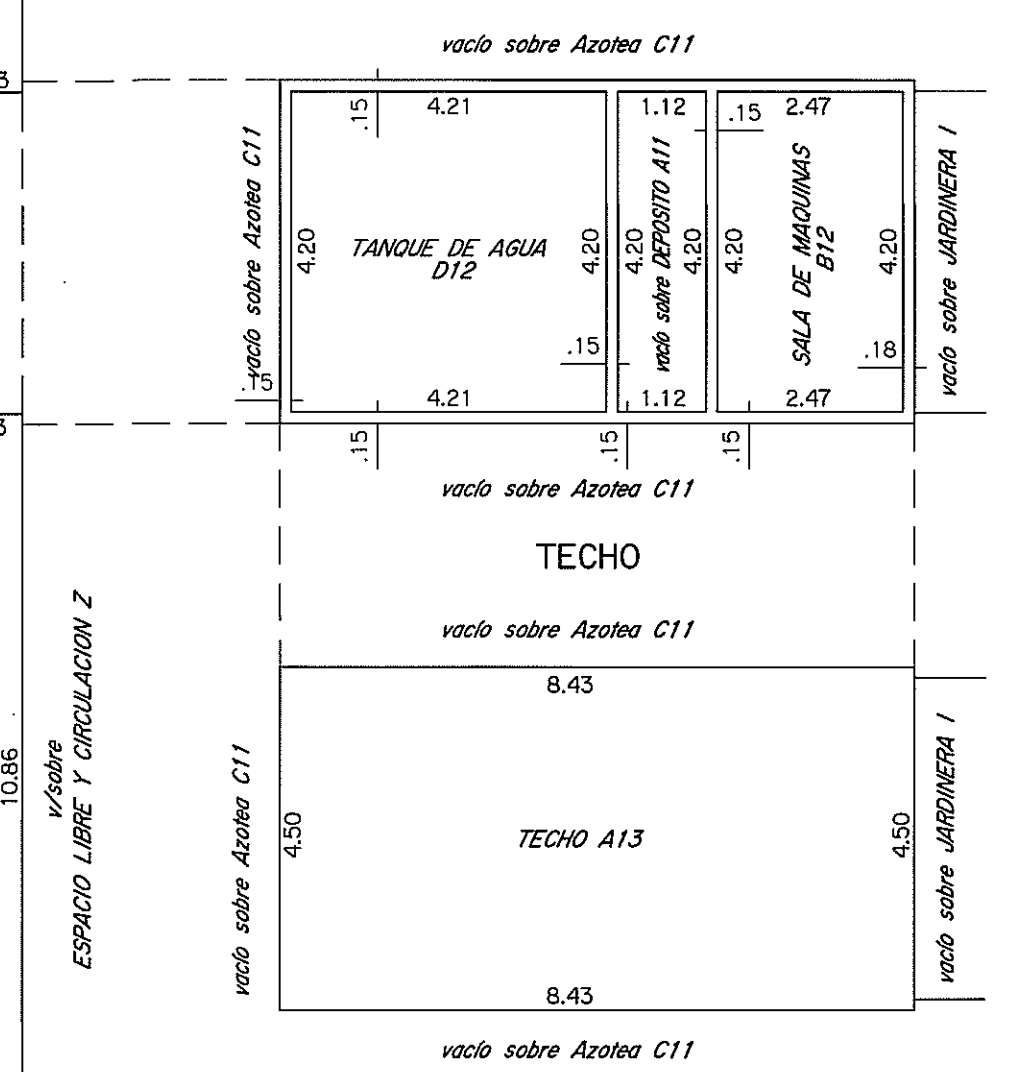 vacío sobre Azotea C11
3
.15
4.21
1.12
.15
2.47
vacío sobre Azotea C11
4.20
TANQUE DE AGUA
D12
4.20
4.20
vacío sobre DEPOSITO A11
4.20
4.20
SALA DE MAQUINAS
B12
4.20
vacío sobre JARDINERA I
.15
.18
.15
4.21
1.12
2.47
3
.15
.15
.15
vacío sobre Azotea C11
TECHO
vacío sobre Azotea C11
8.43
10.86
v/sobre
ESPACIO LIBRE Y CIRCULACION Z
vacío sobre Azotea C11
4.50
TECHO A13
4.50
vacío sobre JARDINERA I
8.43
vacío sobre Azotea C11